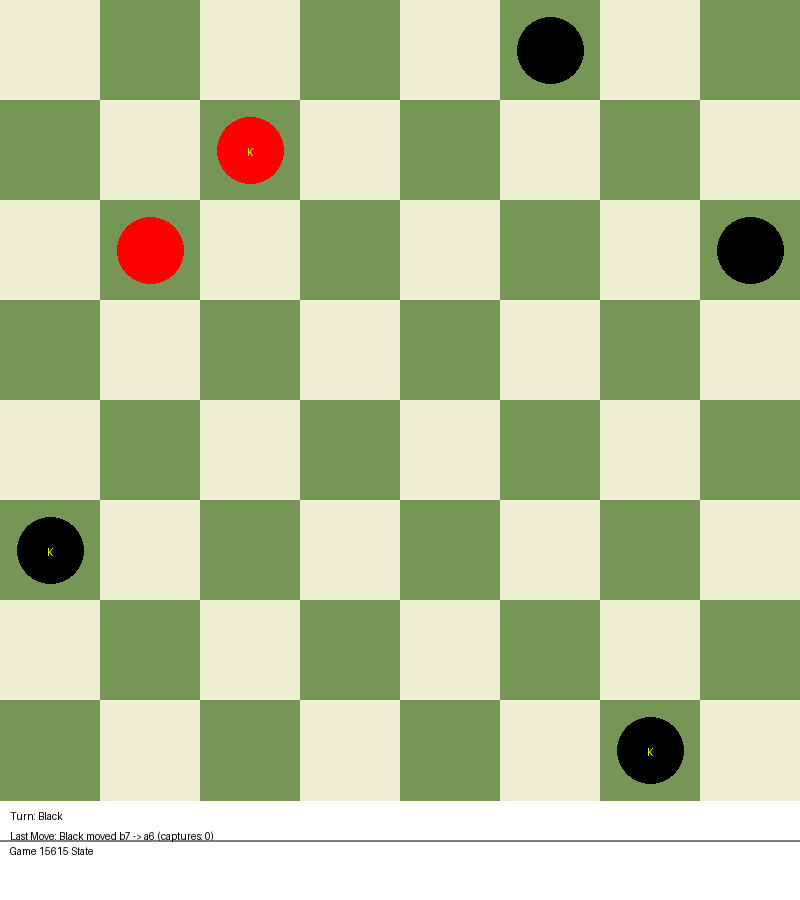 K
K
K
Turn: Black
Last Move: Black moved b7 -> a6 (captures: 0)
Game 15615 State